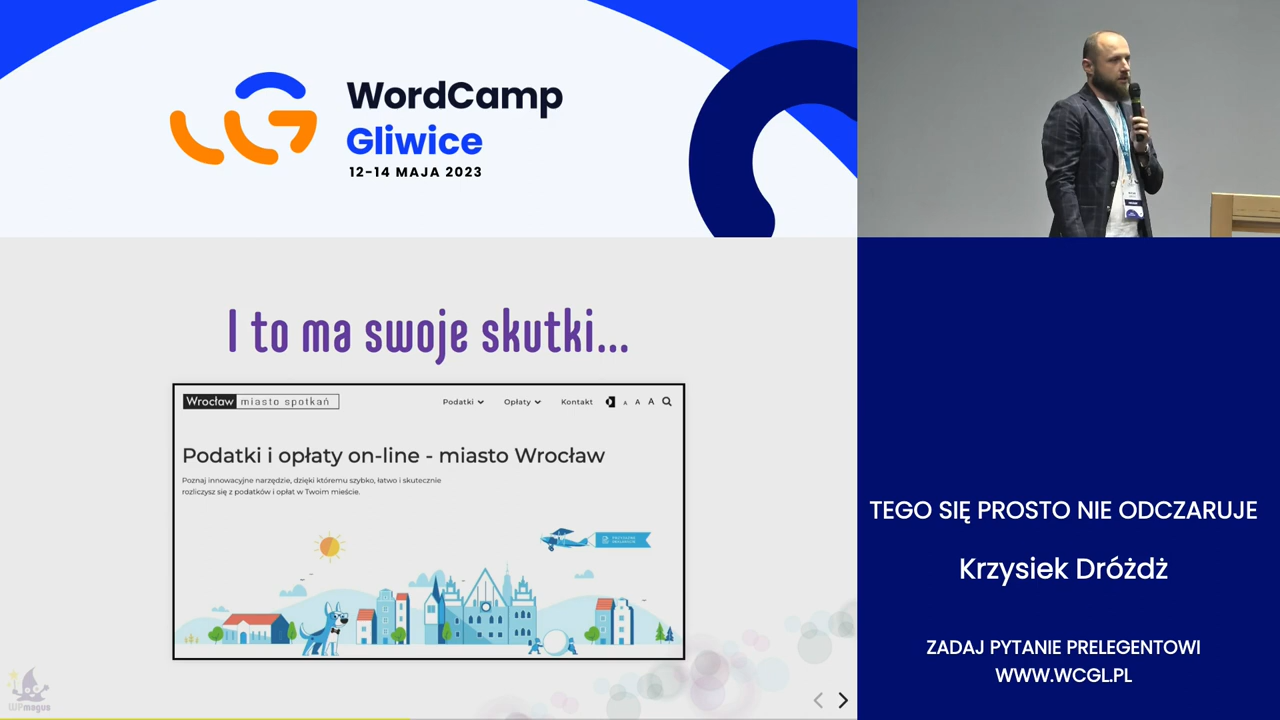 WordCamp
Gliwice
12-14 MAJA 2023
I to ma swoje skutki...
Wrocław miasto spotkań
Podatki
Opłaty
Kontakt
A A A
Podatki i opłaty on-line - miasto Wrocław
Poznaj innowacyjne narzędzie, dzięki któremu szybko, łatwo i skutecznie
rozliczysz się z podatków i opłat w Twoim mieście.
WPmagus
TEGO SIĘ PROSTO NIE ODCZARUJE
Krzysiek Dróżdż
ZADAJ PYTANIE PRELEGENTOWI
WWW.WCGL.PL